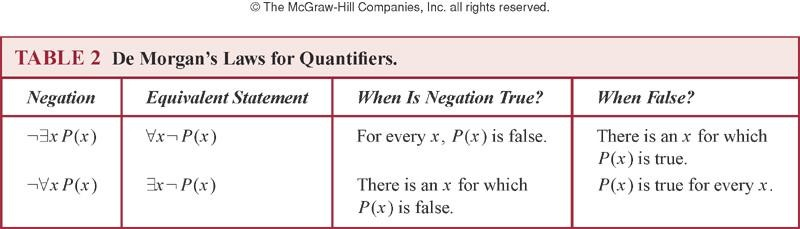 © The McGraw-Hill Companies, Inc. all rights reserved.
TABLE 2 De Morgan's Laws for Quantifiers.
Negation Equivalent Statement When Is Negation True? When False?
¬∃x P(x) ∀x¬P(x) For every x, P(x) is false. There is an x for which
P(x) is true.
¬∀x P(x) ∃x¬P(x) There is an x for which P(x) is true for every x.
P(x) is false.